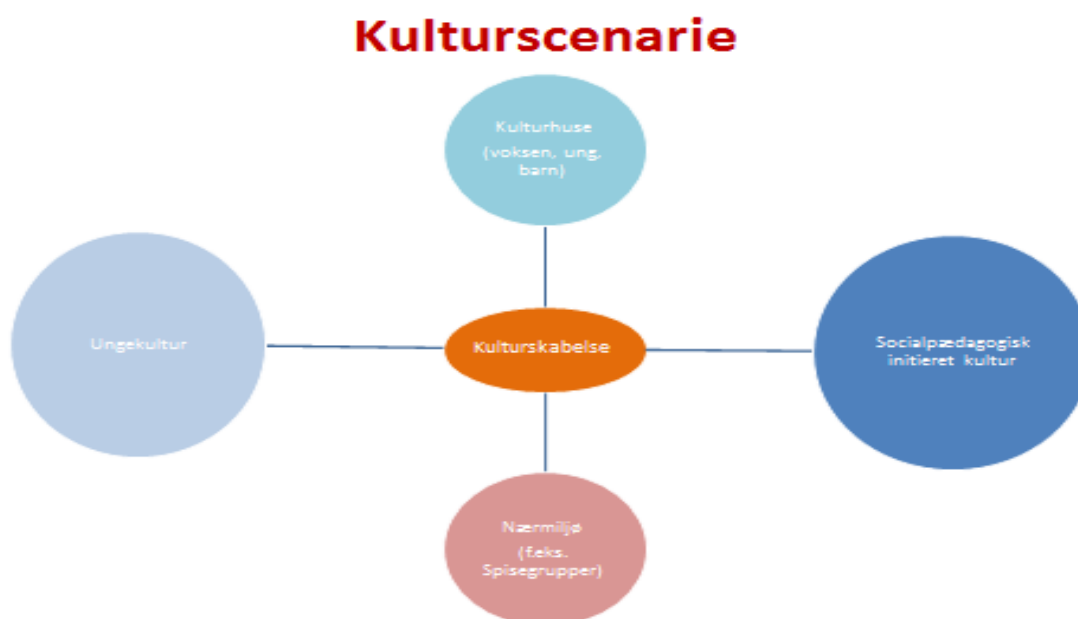 Kulturscenarie
Kulturhuse
(voksen, ung,
barn)
Ungekultur
Kulturskabelse
Socialpædagogisk
initieret kultur
Nærmiljø
(f.eks.
Spisegrupper)